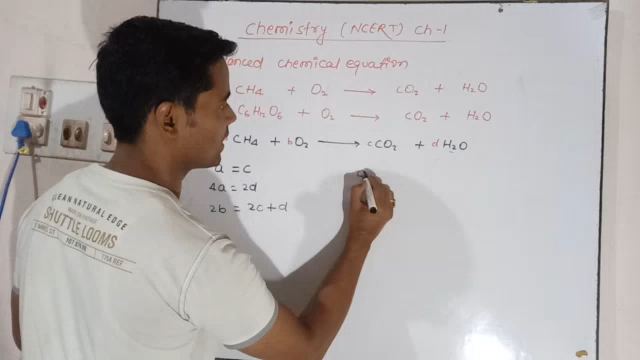 Chemistry (NCERT) Ch-1
anced chemical equation
CH4 + O2 → CO2 + H2O
C6H12O6 + O2 → CO2 + H2O
CH4 + bO2 → cCO2 + dH2O
a = c
4a = 2d
2b = 2c+d
CLEAN NATURAL EDGE
SHUTTLE LOOMS